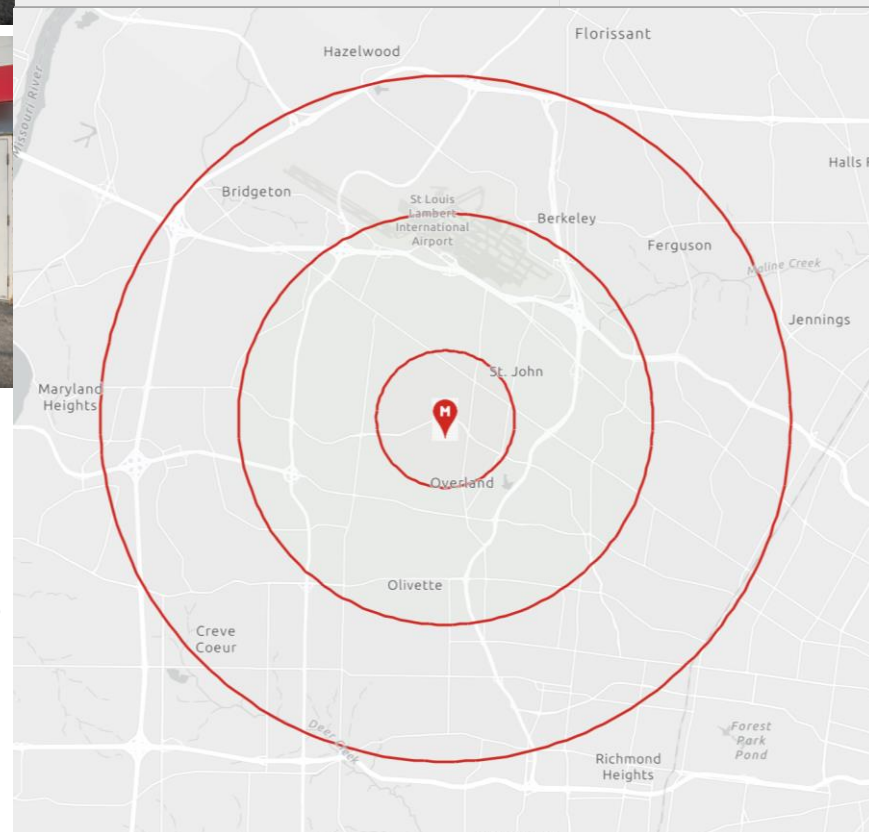 Florissant
Hazelwood
Missouri River
Halls
Bridgeton
St Louis
Lambert
International
Airport
Berkeley
Ferguson
Maline Creek
Jennings
St. John
Maryland
Heights
M
Overland
Olivette
Creve
Coeur
Deer Creek
Forest
Park
Pond
Richmond
Heights